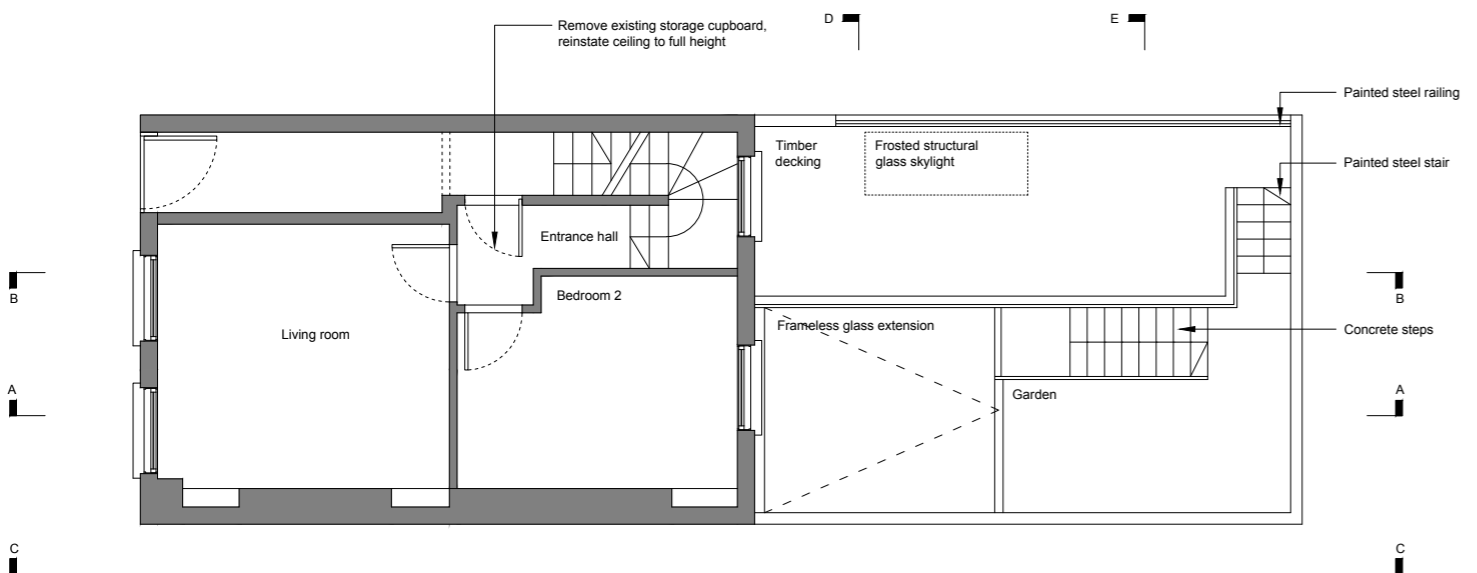 D
E
Remove existing storage cupboard,
reinstate ceiling to full height
Painted steel railing
Timber
decking
Frosted structural
glass skylight
Painted steel stair
Entrance hall
B
B
Bedroom 2
Living room
Frameless glass extension
Concrete steps
A
A
Garden
C
C